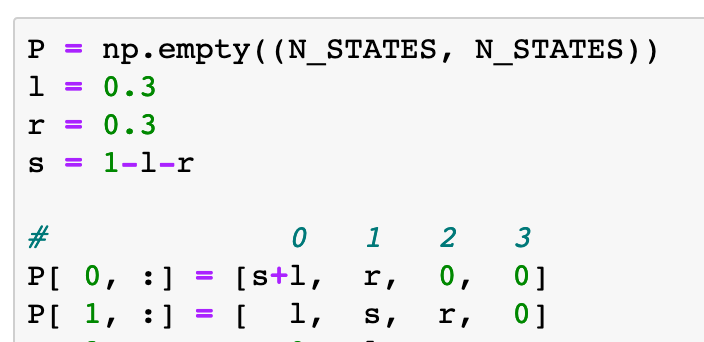 P = np.empty((N_STATES, N_STATES))
l = 0.3
r = 0.3
s = 1-l-r
#             0  1   2   3
P[ 0, :] = [s+l,  r,  0,  0]
P[ 1, :] = [  l,  s,  r,  0]